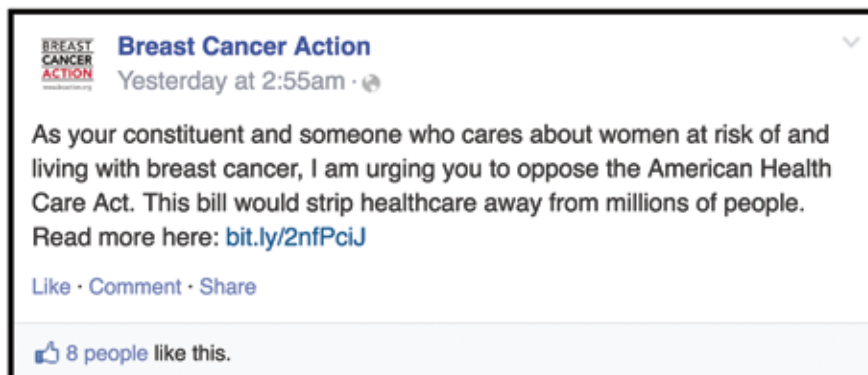 BREAST
CANCER
ACTION
www.bcaction.org
Breast Cancer Action
Yesterday at 2:55am ·
As your constituent and someone who cares about women at risk of and
living with breast cancer, I am urging you to oppose the American Health
Care Act. This bill would strip healthcare away from millions of people.
Read more here: bit.ly/2nfPciJ
Like · Comment · Share
8 people like this.